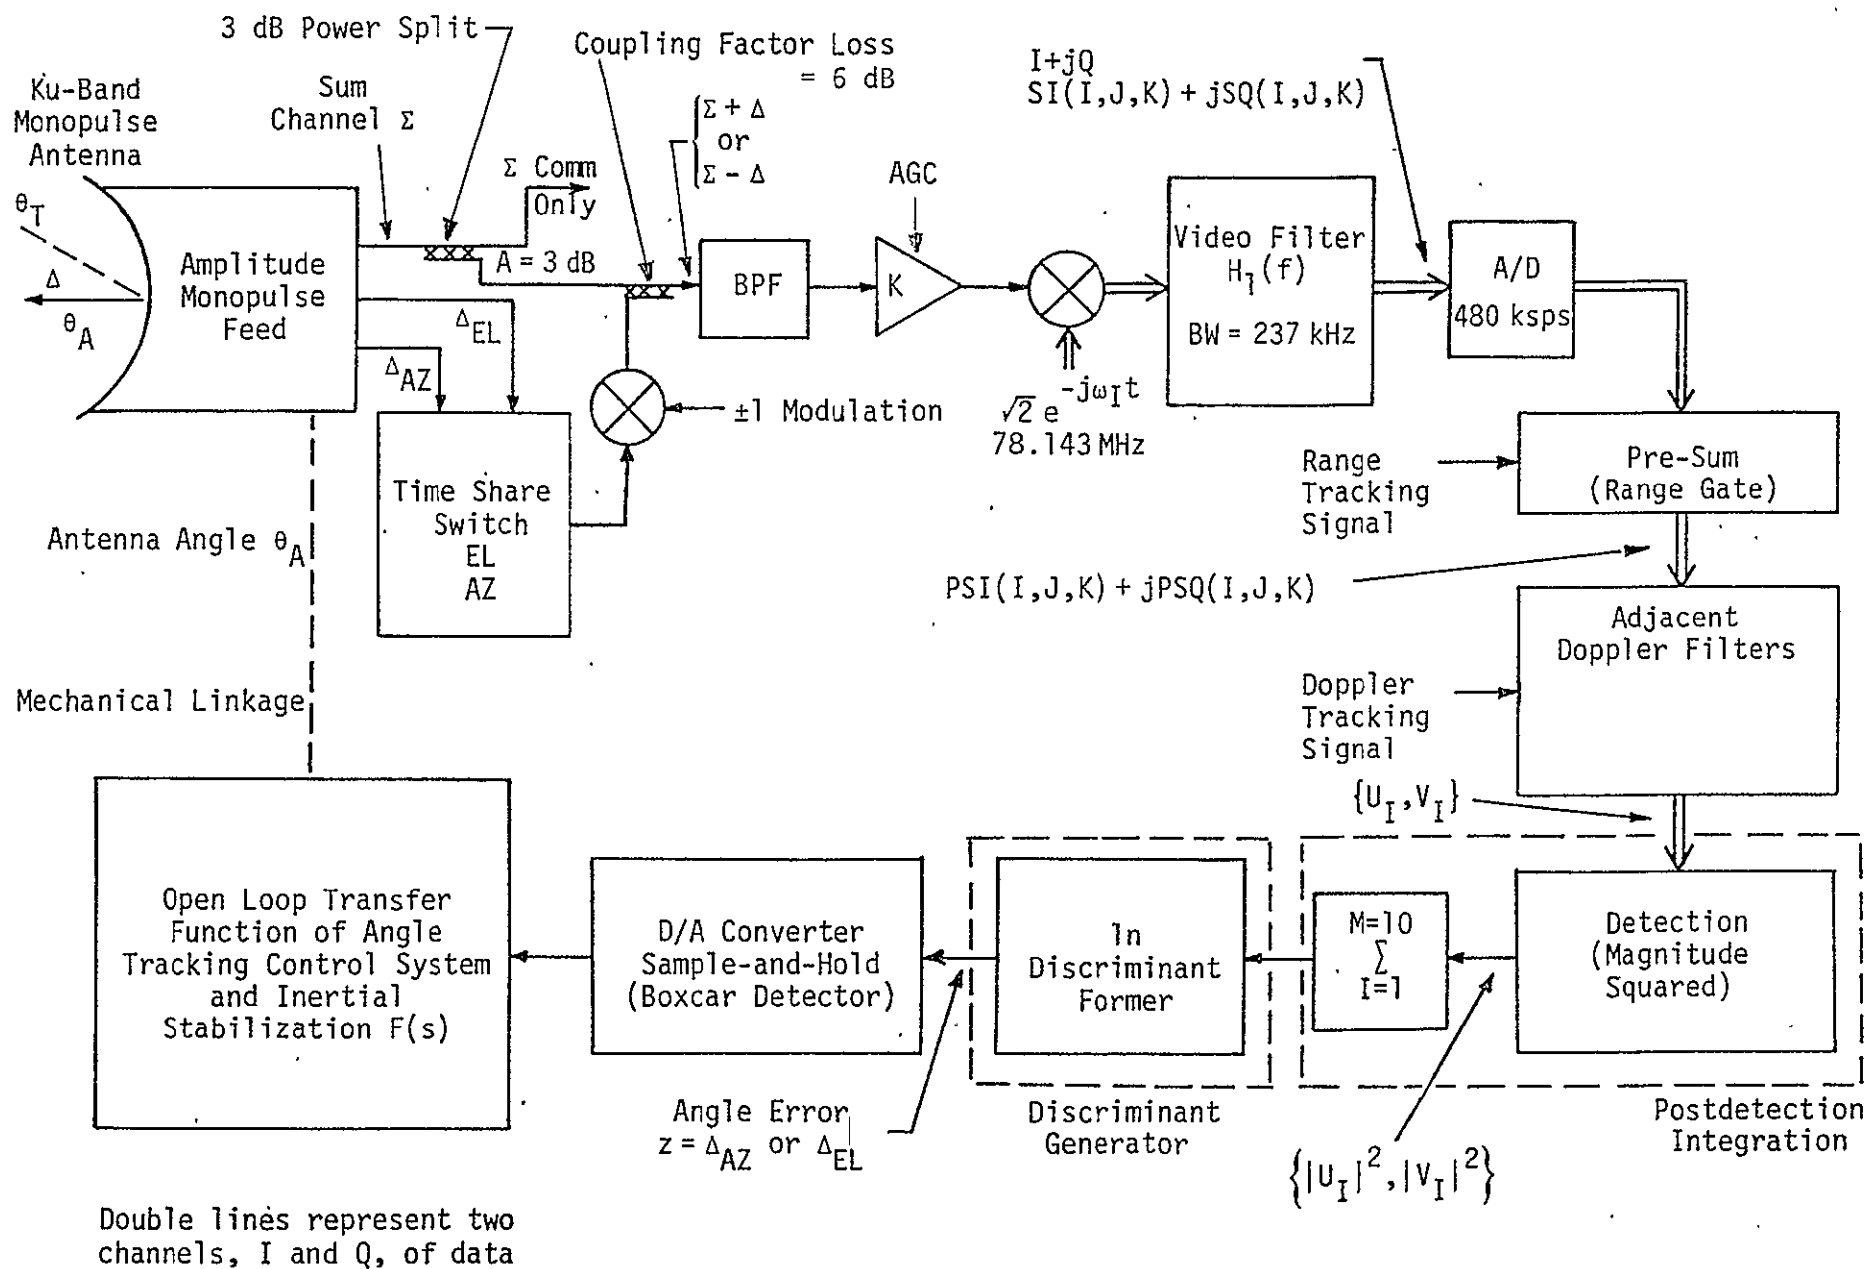 3 dB Power Split
Coupling Factor Loss
= 6 dB
I+jQ
SI(I,J,K) + jSQ(I,J,K)
Ku-Band
Monopulse
Antenna
Sum
Channel Σ
Σ + Δ
or
Σ - Δ
Σ Comm
Only
AGC
θT
Δ
θA
Amplitude
Monopulse
Feed
A = 3 dB
BPF
K
Video Filter
H1(f)
BW = 237 kHz
A/D
480 ksps
ΔEL
ΔAZ
±1 Modulation
√2 e^-jωIt
78.143 MHz
Time Share
Switch
EL
AZ
Range
Tracking
Signal
Pre-Sum
(Range Gate)
Antenna Angle θA
PSI(I,J,K) + jPSQ(I,J,K)
Adjacent
Doppler Filters
Mechanical Linkage
Doppler
Tracking
Signal
{UI,VI}
Open Loop Transfer
Function of Angle
Tracking Control System
and Inertial
Stabilization F(s)
D/A Converter
Sample-and-Hold
(Boxcar Detector)
ln
Discriminant
Former
M=10
Σ
I=1
Detection
(Magnitude
Squared)
Angle Error
z = ΔAZ or ΔEL
Discriminant
Generator
Postdetection
Integration
{|UI|², |VI|²}
Double lines represent two
channels, I and Q, of data